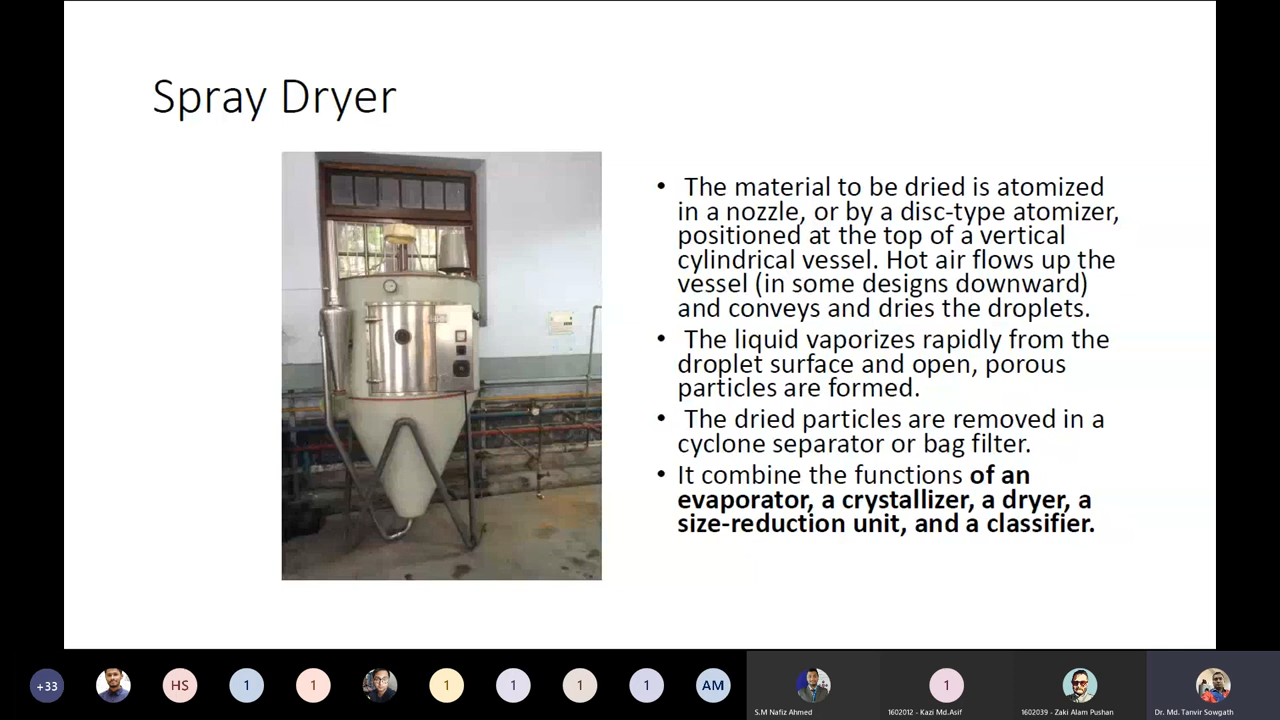 Spray Dryer
• The material to be dried is atomized
in a nozzle, or by a disc-type atomizer,
positioned at the top of a vertical
cylindrical vessel. Hot air flows up the
vessel (in some designs downward)
and conveys and dries the droplets.
• The liquid vaporizes rapidly from the
droplet surface and open, porous
particles are formed.
• The dried particles are removed in a
cyclone separator or bag filter.
• It combine the functions of an
evaporator, a crystallizer, a dryer, a
size-reduction unit, and a classifier.
+33 HS 1 1 1 1 1 1 AM 1
S.M Nafiz Ahmed 1602012 - Kazi Md.Asif 1602039 - Zaki Alam Pushan Dr. Md. Tanvir Sowgath